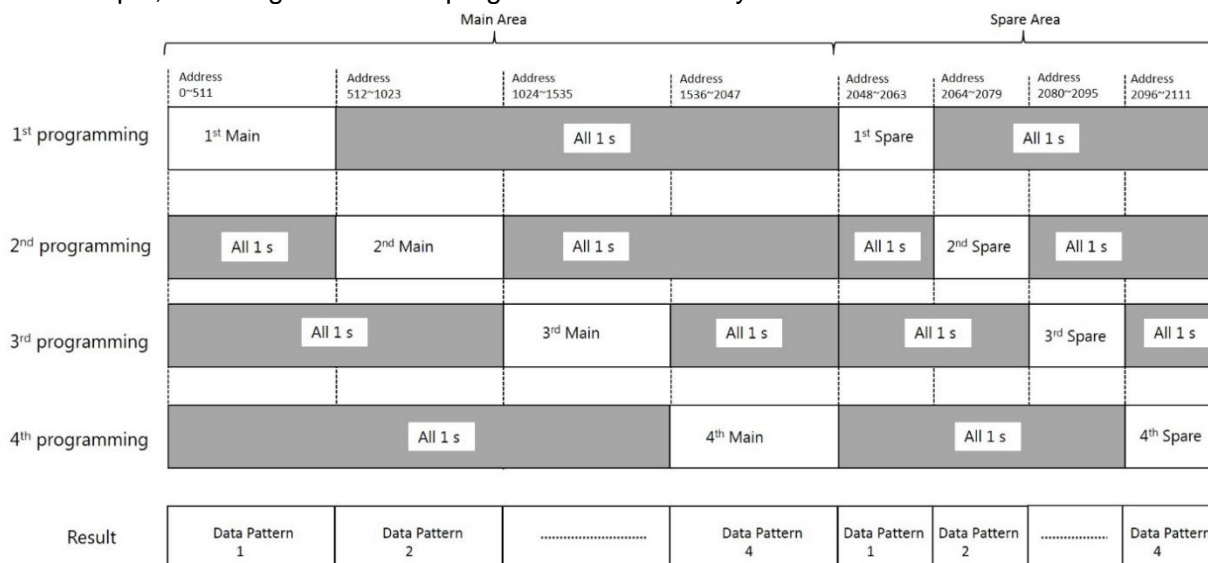 Main Area Spare Area
Address Address Address Address Address Address Address Address
0~511 512~1023 1024~1535 1536~2047 2048~2063 2064~2079 2080~2095 2096~2111
1st programming 1st Main All 1 s 1st Spare All 1 s
2nd programming All 1 s 2nd Main All 1 s All 1 s 2nd Spare All 1 s
3rd programming All 1 s 3rd Main All 1 s All 1 s 3rd Spare All 1 s
4th programming All 1 s 4th Main All 1 s 4th Spare
Result Data Pattern Data Pattern ........................... Data Pattern Data Pattern Data Pattern ................. Data Pattern
1 2 4 1 2 4